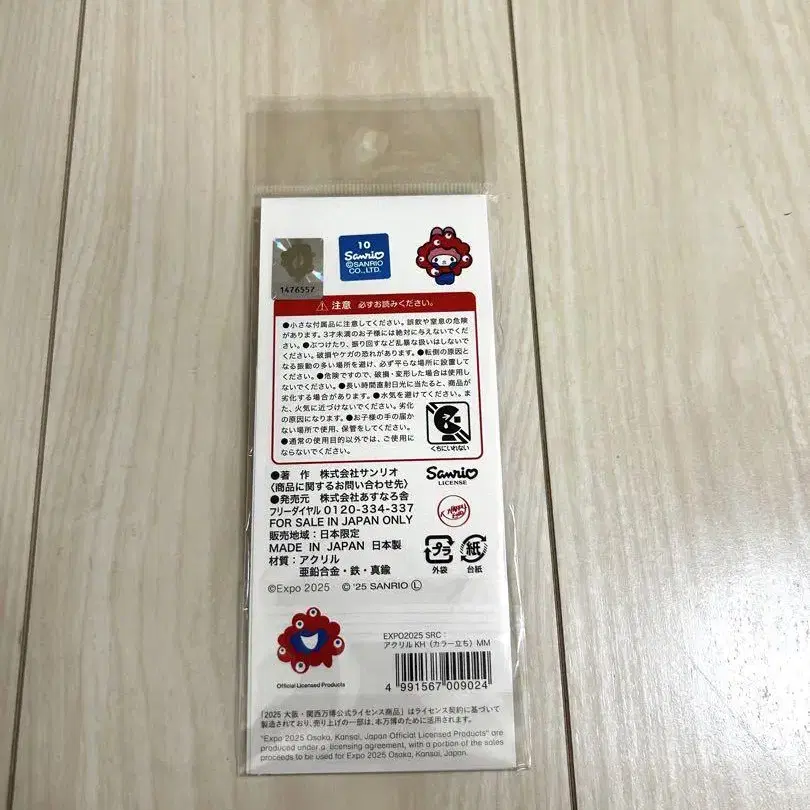 10
Sanrio
©SANRIO
CO.,LTD.
1476557
⚠ 注意 必ずお読みください。
●小さな付属品に注意してください。誤飲や窒息の危険
があります。3才未満のお子様には絶対に与えないでくだ
さい。●ぶつけたり、振り回すなど乱暴な扱いはしないで
ください。破損やケガの恐れがあります。●転倒の原因と
なる振動の多い場所を避け、必ず平らな場所に設置して
ください。●危険ですので、破損・変形した場合は使用し
ないでください。●長い時間直射日光に当たると、商品が
劣化する場合があります。●水気を避けてください。ま
た、火気に近づけないでください。劣化
の原因になります。●お子様の手の届か
ない場所で使用、保管をしてください。
●通常の使用目的以外では、ご使用に
ならないでください。
くちにいれない
●著 作 株式会社サンリオ
〈商品に関するお問い合わせ先〉
●発売元 株式会社あすなろ舎
フリーダイヤル 0120-334-337
FOR SALE IN JAPAN ONLY
販売地域：日本限定
MADE IN JAPAN 日本製
材質：アクリル
亜鉛合金・鉄・真鍮
Sanrio
LICENSE
プラ
外袋
紙
台紙
©Expo 2025 © '25 SANRIO Ⓛ
Official Licensed Products
EXPO2025 SRC：
アクリルKH（カラー立ち）MM
4 991567 009024
「2025 大阪・関西万博公式ライセンス商品」はライセンス契約に基づいて
製造されており、売り上げの一部は、本万博のために活用されます。
"Expo 2025 Osaka, Kansai, Japan Official Licensed Products" are
produced under a licensing agreement, with a portion of the sales
proceeds to be used for Expo 2025 Osaka, Kansai, Japan.